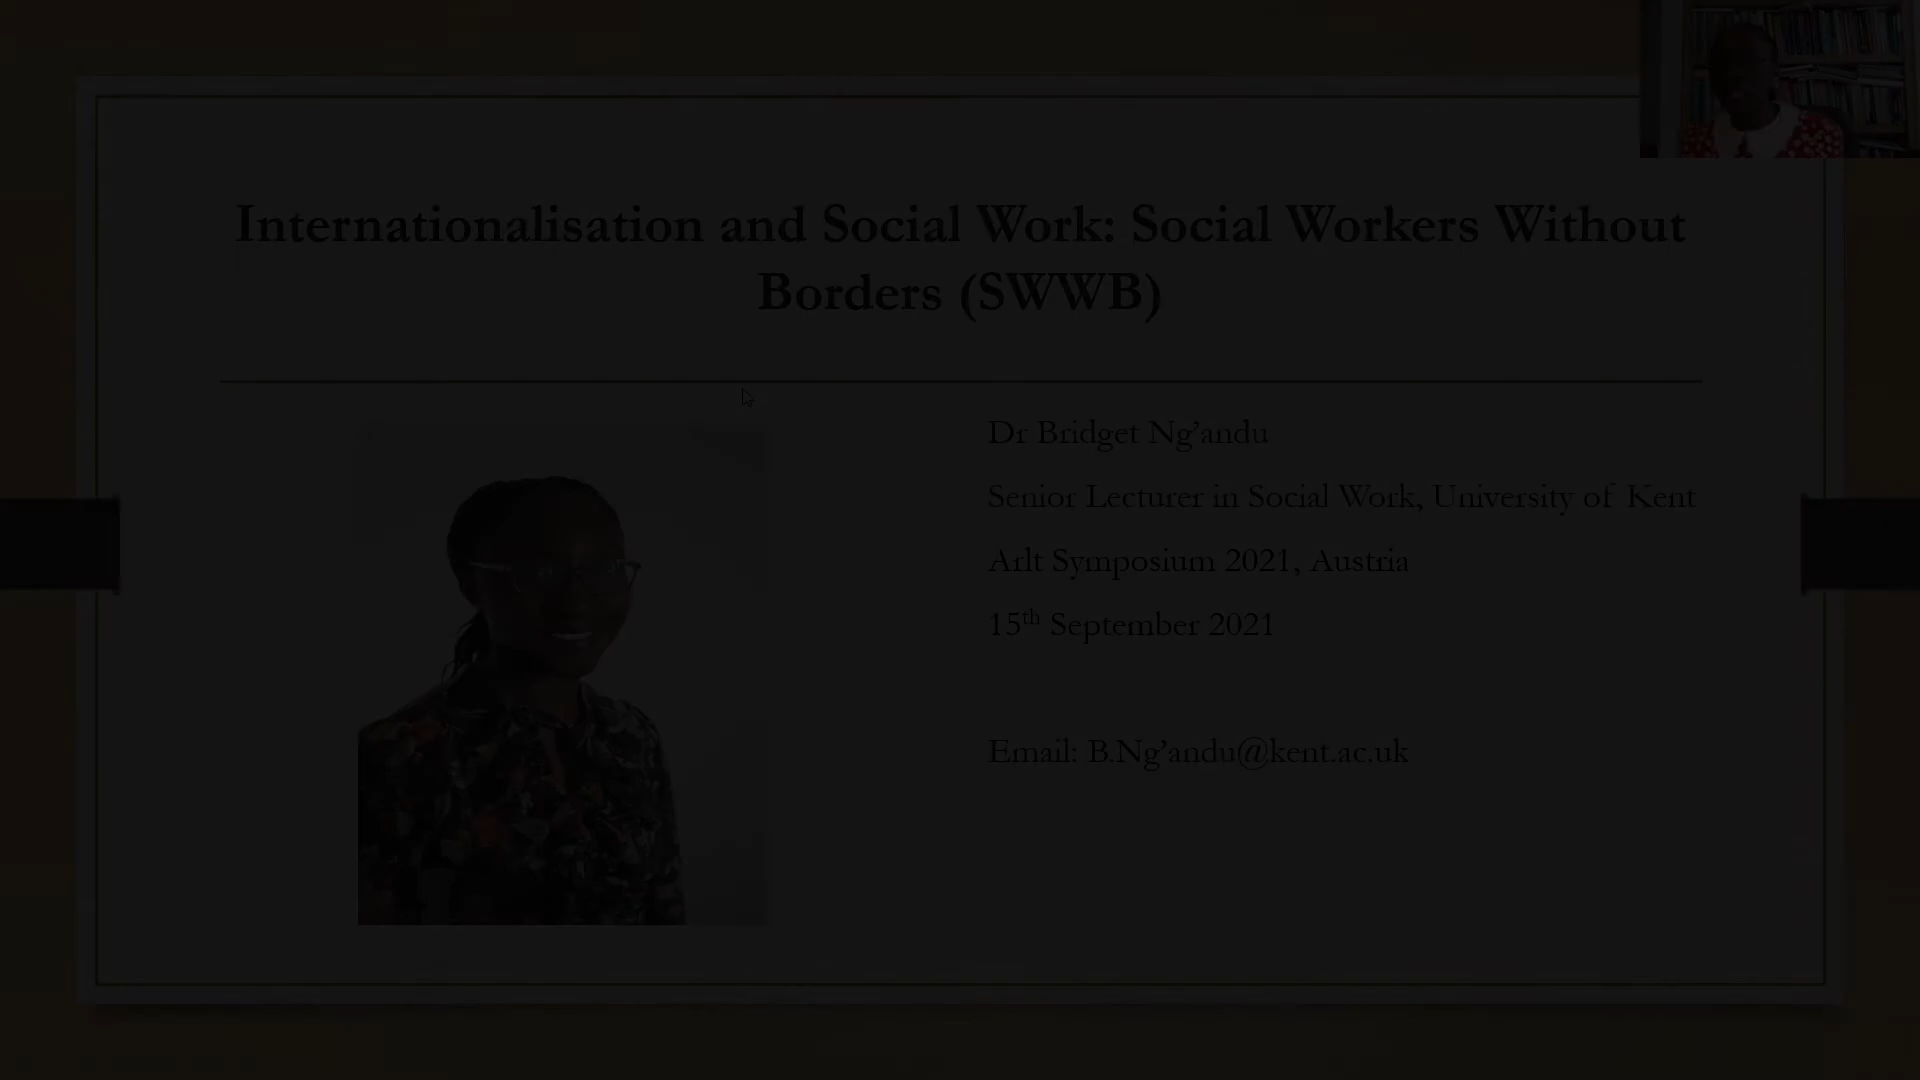 Internationalisation and Social Work: Social Workers Without
Borders (SWWB)
Dr Bridget Ng’andu
Senior Lecturer in Social Work, University of Kent
Arlt Symposium 2021, Austria
15th September 2021
Email: B.Ng’andu@kent.ac.uk